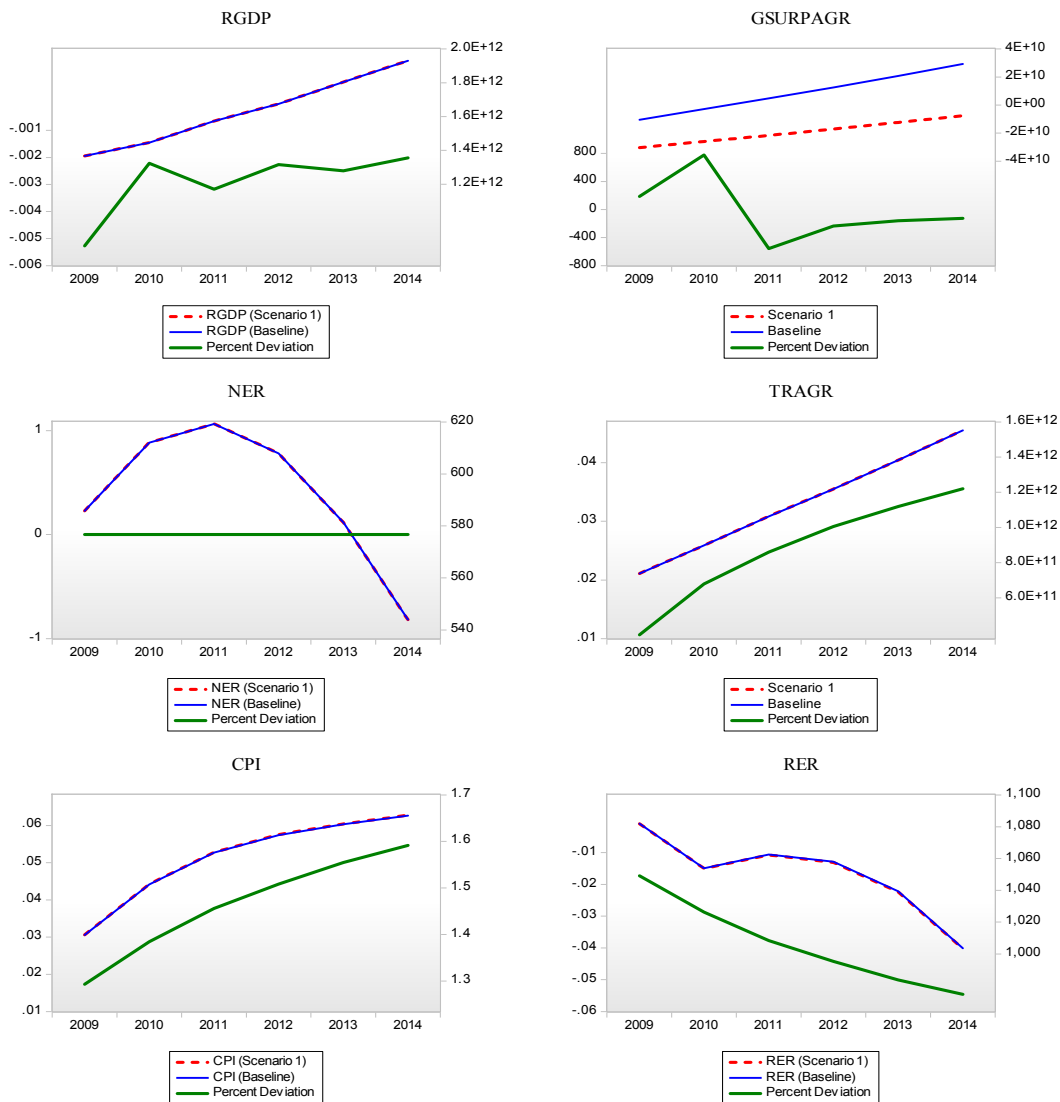 RGDP
2.0E+12
1.8E+12
1.6E+12
1.4E+12
1.2E+12
-.001
-.002
-.003
-.004
-.005
-.006
2009 2010 2011 2012 2013 2014
RGDP (Scenario 1)
RGDP (Baseline)
Percent Deviation
GSURPAGR
4E+10
2E+10
0E+00
-2E+10
-4E+10
800
400
0
-400
-800
2009 2010 2011 2012 2013 2014
Scenario 1
Baseline
Percent Deviation
NER
1
0
-1
620
600
580
560
540
2009 2010 2011 2012 2013 2014
NER (Scenario 1)
NER (Baseline)
Percent Deviation
TRAGR
1.6E+12
1.4E+12
1.2E+12
1.0E+12
8.0E+11
6.0E+11
.04
.03
.02
.01
2009 2010 2011 2012 2013 2014
Scenario 1
Baseline
Percent Deviation
CPI
1.7
1.6
1.5
1.4
1.3
.06
.05
.04
.03
.02
.01
2009 2010 2011 2012 2013 2014
CPI (Scenario 1)
CPI (Baseline)
Percent Deviation
RER
1,100
1,080
1,060
1,040
1,020
1,000
-.01
-.02
-.03
-.04
-.05
-.06
2009 2010 2011 2012 2013 2014
RER (Scenario 1)
RER (Baseline)
Percent Deviation